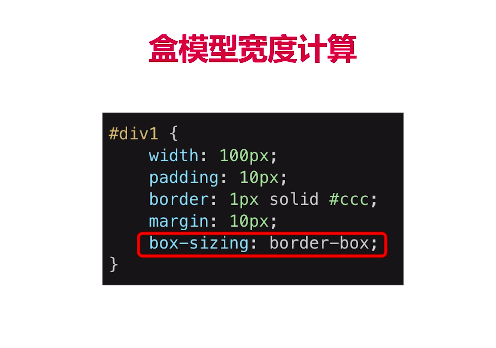 盒模型宽度计算
#div1 {
    width: 100px;
    padding: 10px;
    border: 1px solid #ccc;
    margin: 10px;
    box-sizing: border-box;
}